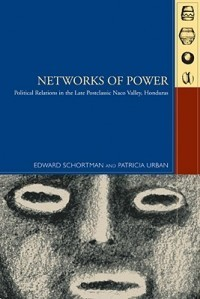 NETWORKS OF POWER
Political Relations in the Late Postclassic Naco Valley, Honduras
EDWARD SCHORTMAN AND PATRICIA URBAN